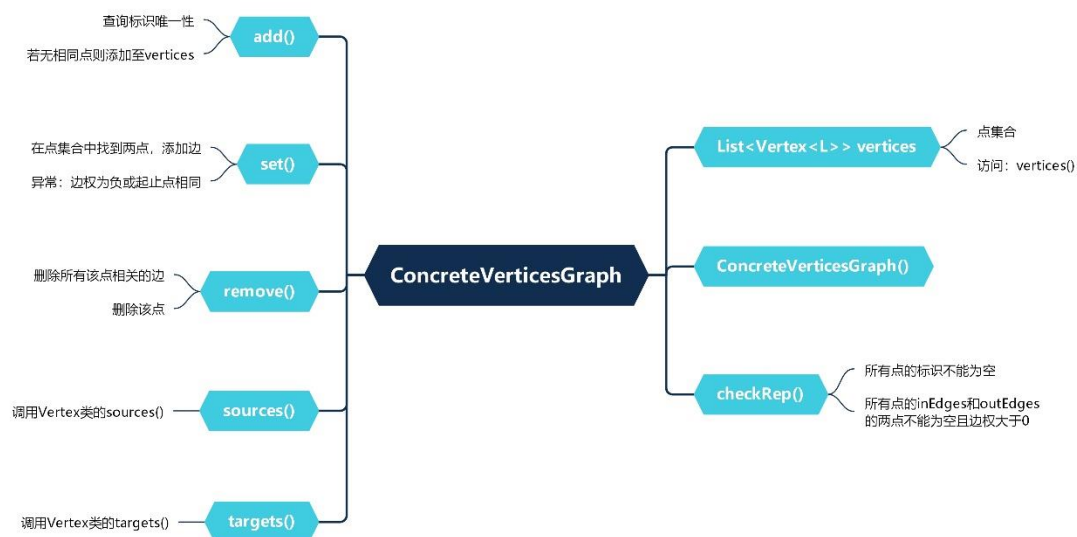 查询标识唯一性
若无相同点则添加至vertices
add()
在点集合中找到两点，添加边
异常：边权为负或起止点相同
set()
删除所有该点相关的边
删除该点
remove()
调用Vertex类的sources()
sources()
调用Vertex类的targets()
targets()
ConcreteVerticesGraph
List<Vertex<L>> vertices
点集合
访问：vertices()
ConcreteVerticesGraph()
checkRep()
所有点的标识不能为空
所有点的inEdges和outEdges
的两点不能为空且边权大于0